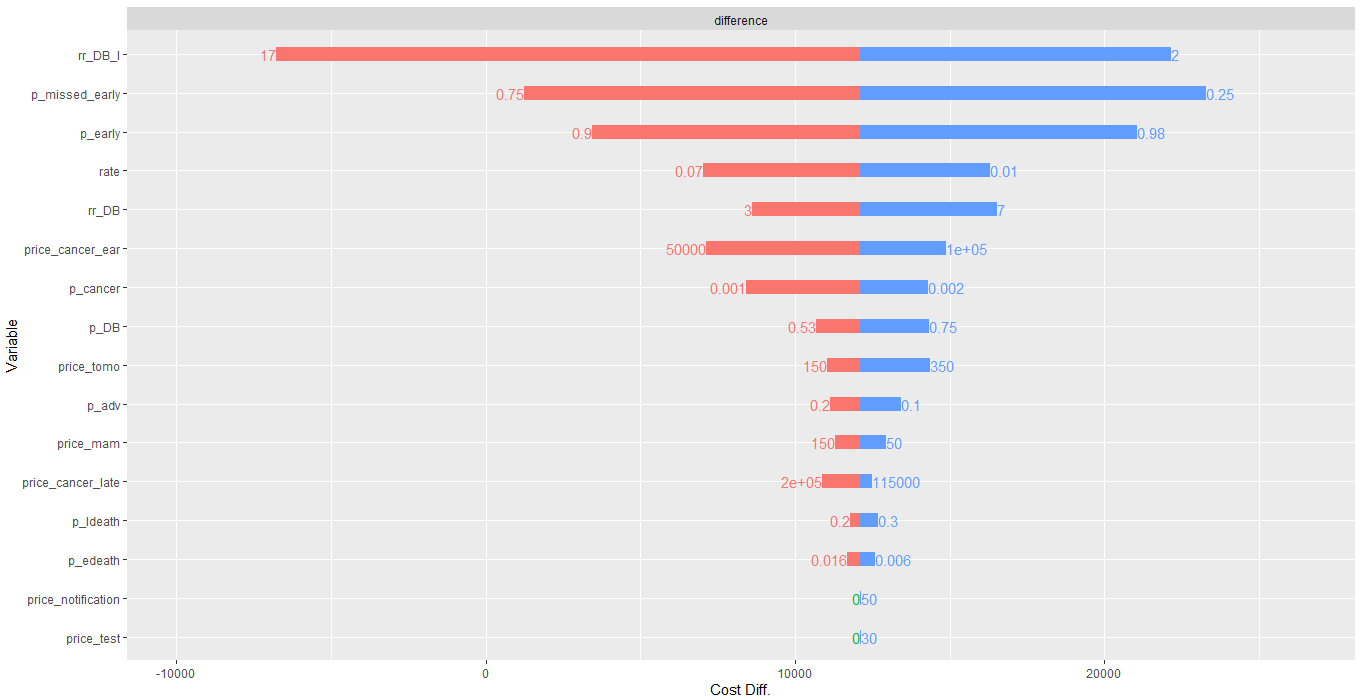 difference
rr_DB_I 17 2
p_missed_early 0.75 0.25
p_early 0.9 0.98
rate 0.07 0.01
rr_DB 3 7
price_cancer_ear 50000 1e+05
p_cancer 0.001 0.002
p_DB 0.53 0.75
price_tomo 150 350
p_adv 0.2 0.1
price_mam 150 50
price_cancer_late 2e+05 115000
p_ldeath 0.2 0.3
p_edeath 0.016 0.006
price_notification 0 50
price_test 0 30
Variable
-10000 0 10000 20000
Cost Diff.